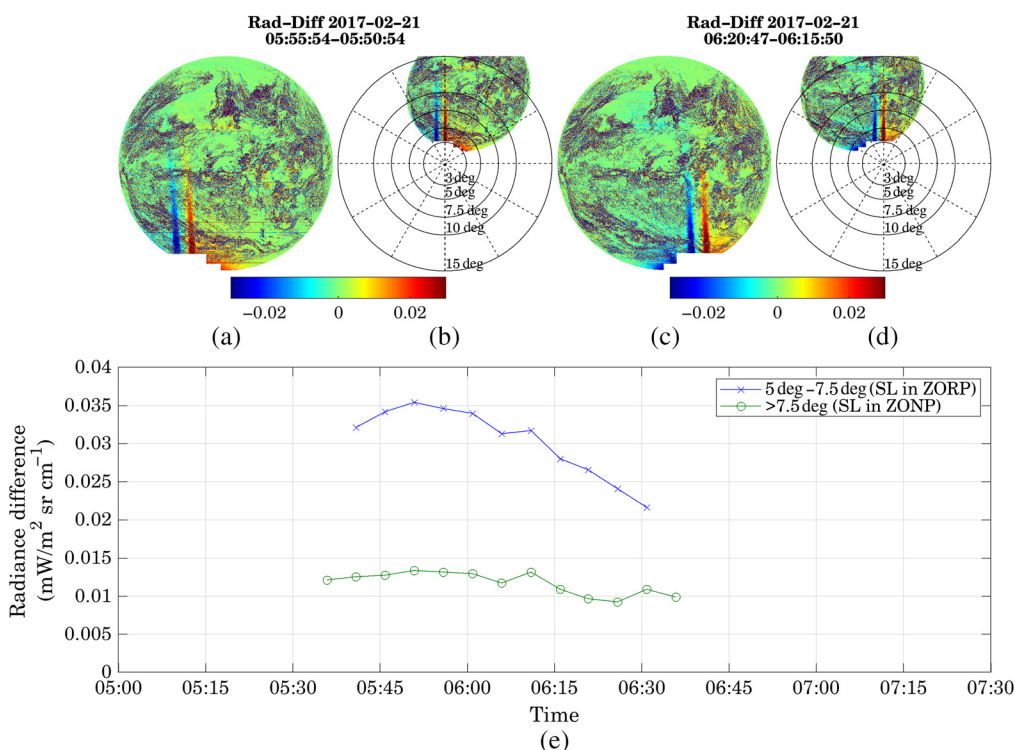 Rad–Diff 2017–02–21
05:55:54–05:50:54
Rad–Diff 2017–02–21
06:20:47–06:15:50
3 deg
5 deg
7.5 deg
10 deg
15 deg
3 deg
5 deg
7.5 deg
10 deg
15 deg
−0.02 0 0.02
−0.02 0 0.02
(a) (b) (c) (d)
0.04
0.035
0.03
0.025
0.02
0.015
0.01
0.005
0
Radiance difference
(mW/m² sr cm⁻¹)
5 deg –7.5 deg (SL in ZORP)
>7.5 deg (SL in ZONP)
05:00 05:15 05:30 05:45 06:00 06:15 06:30 06:45 07:00 07:15 07:30
Time
(e)